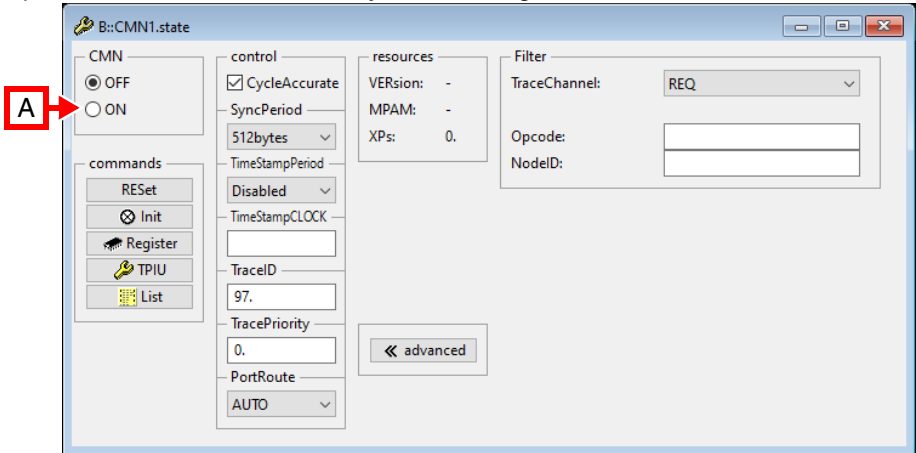 B::CMN1.state
CMN
OFF
A
ON
commands
RESet
Init
Register
TPIU
List
control
CycleAccurate
SyncPeriod
512bytes
TimeStampPeriod
Disabled
TimeStampCLOCK
TraceID
97.
TracePriority
0.
PortRoute
AUTO
resources
VERsion: -
MPAM: -
XPs: 0.
advanced
Filter
TraceChannel: REQ
Opcode:
NodeID: